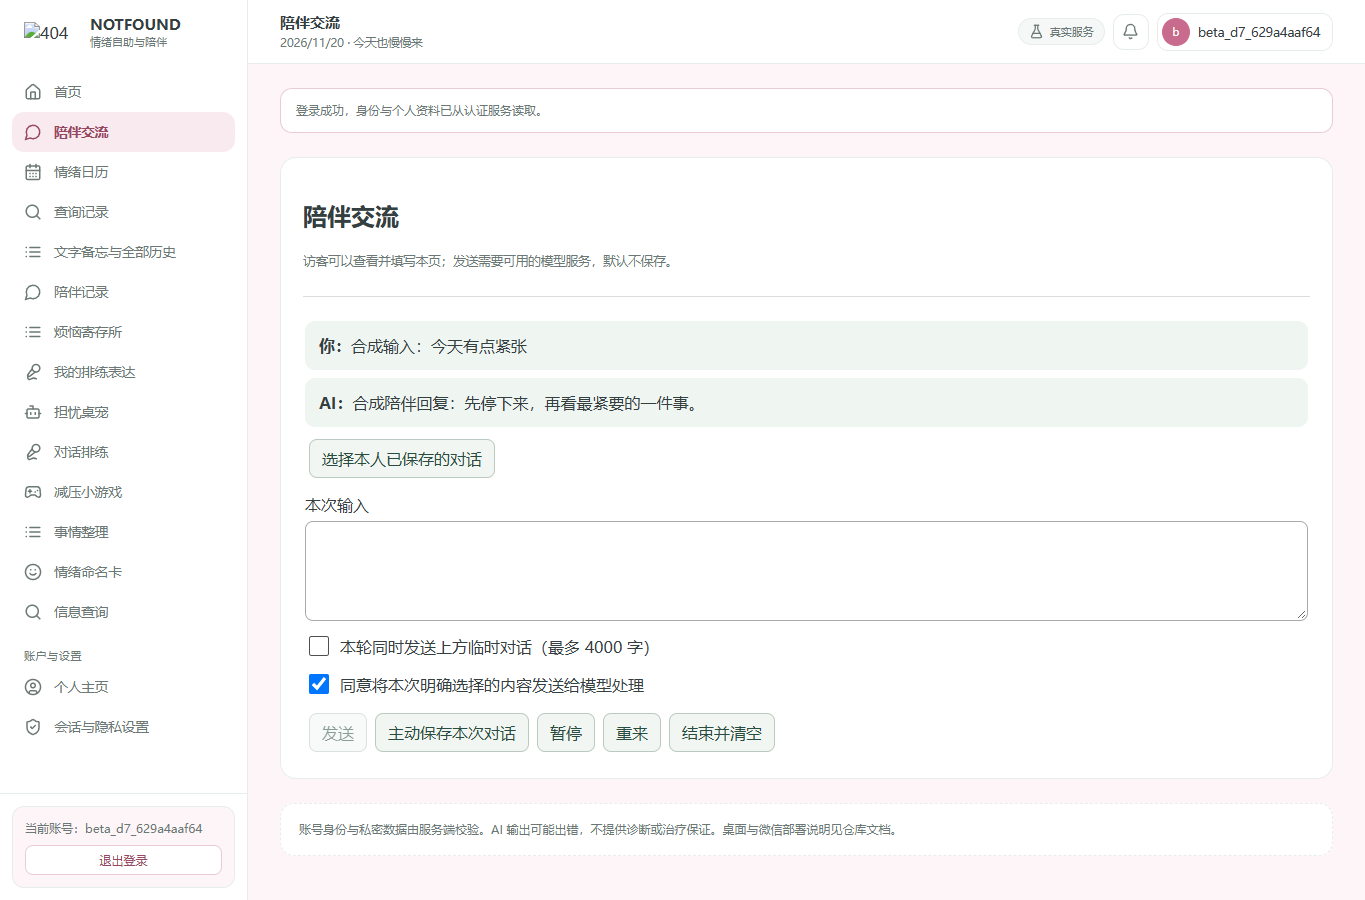 404
NOTFOUND
情绪自助与陪伴
首页
陪伴交流
情绪日历
查询记录
文字备忘与全部历史
陪伴记录
烦恼寄存所
我的排练表达
担忧桌宠
对话排练
减压小游戏
事情整理
情绪命名卡
信息查询
账户与设置
个人主页
会话与隐私设置
当前账号：beta_d7_629a4aaf64
退出登录
陪伴交流
2026/11/20 · 今天也慢慢来
真实服务
b
beta_d7_629a4aaf64
登录成功，身份与个人资料已从认证服务读取。
陪伴交流
访客可以查看并填写本页；发送需要可用的模型服务，默认不保存。
你：合成输入：今天有点紧张
AI：合成陪伴回复：先停下来，再看最紧要的一件事。
选择本人已保存的对话
本次输入
本轮同时发送上方临时对话（最多 4000 字）
同意将本次明确选择的内容发送给模型处理
发送 主动保存本次对话 暂停 重来 结束并清空
账号身份与私密数据由服务端校验。AI 输出可能出错，不提供诊断或治疗保证。桌面与微信部署说明见仓库文档。